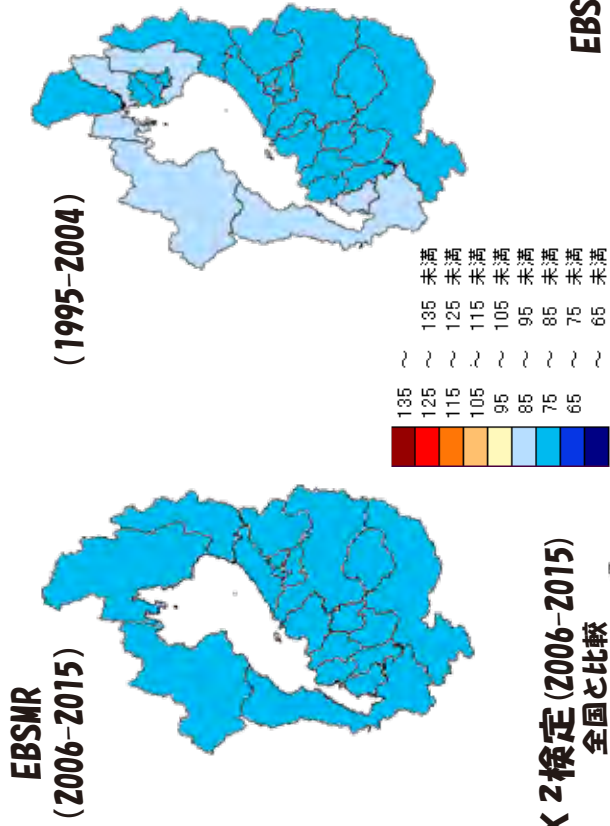 EBSMR
(2006-2015)
(1995-2004)
135 ～
125 ～ 135 未満
115 ～ 125 未満
105 ～ 115 未満
95 ～ 105 未満
85 ～ 95 未満
75 ～ 85 未満
65 ～ 75 未満
～ 65 未満
2検定(2006-2015)
全国と比較
EBS